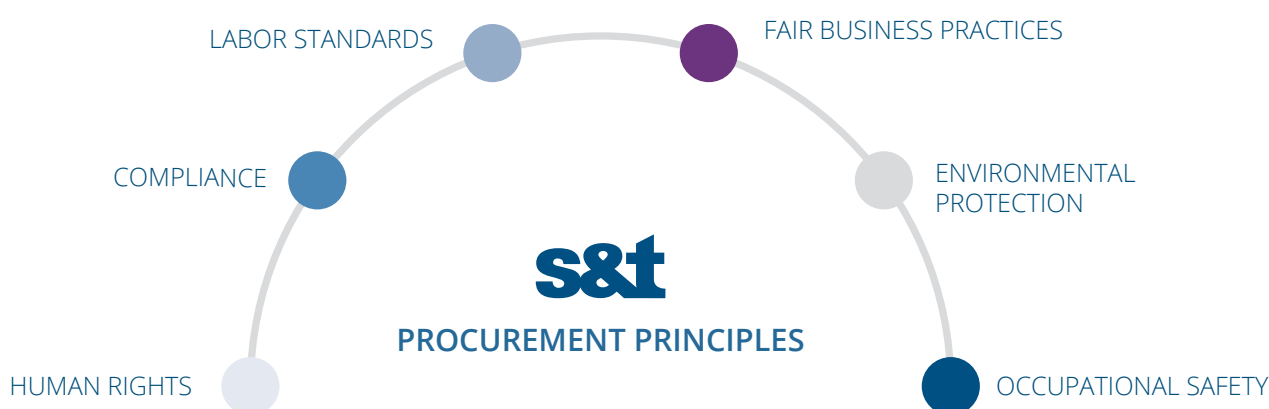 LABOR STANDARDS
FAIR BUSINESS PRACTICES
COMPLIANCE
ENVIRONMENTAL
PROTECTION
s&t
PROCUREMENT PRINCIPLES
HUMAN RIGHTS
OCCUPATIONAL SAFETY